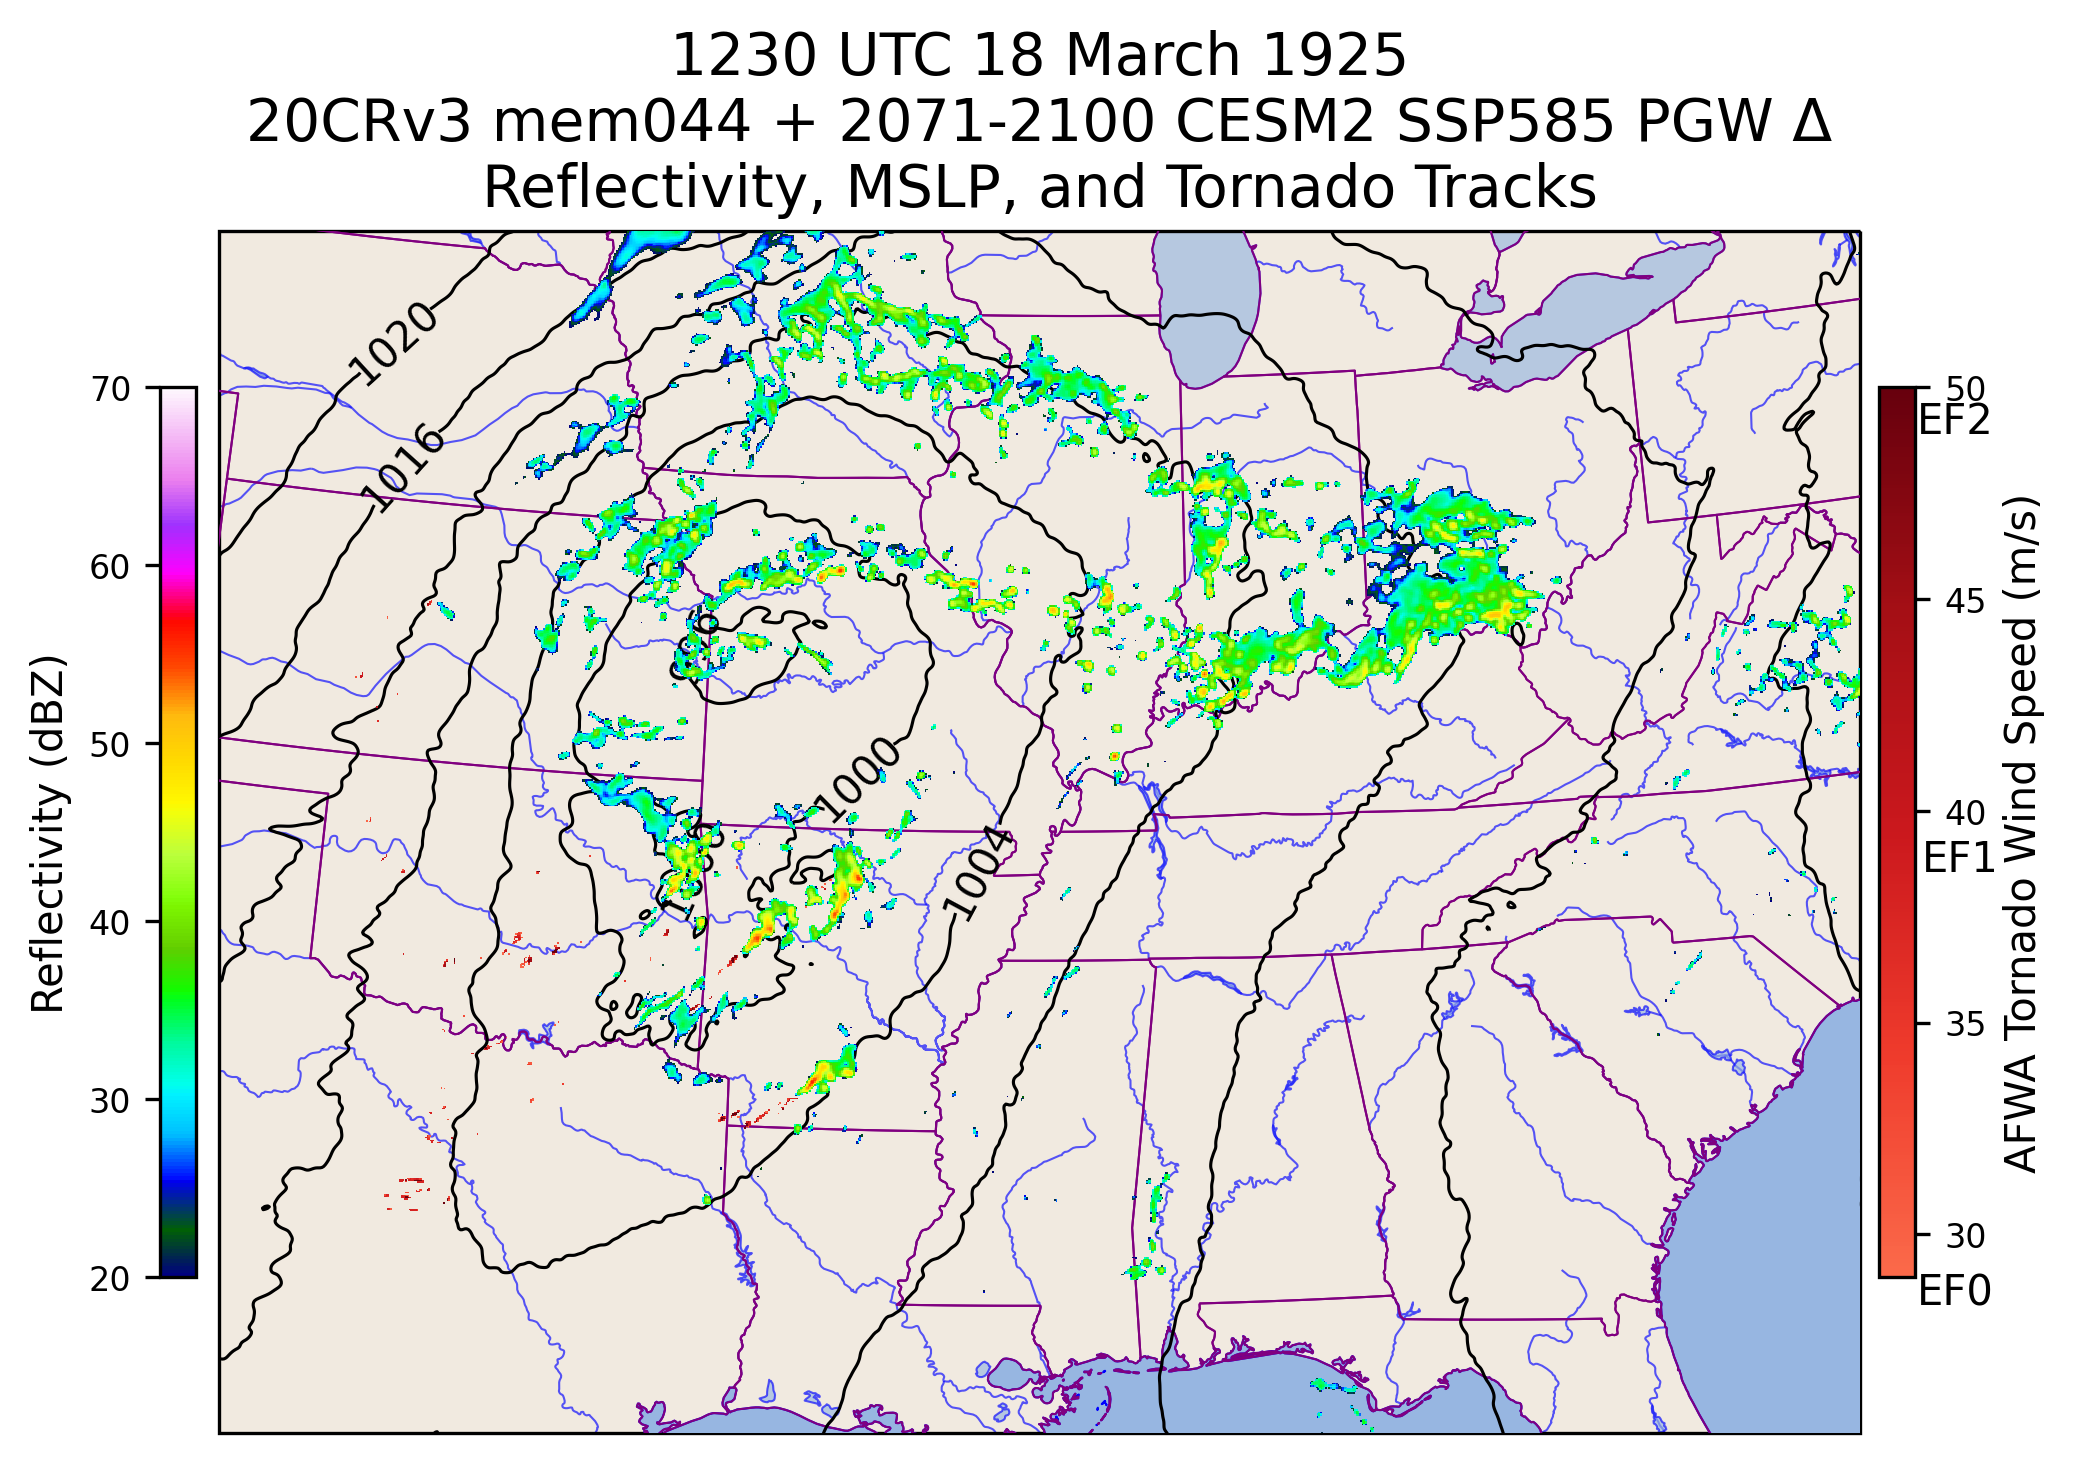 1230 UTC 18 March 1925
20CRv3 mem044 + 2071-2100 CESM2 SSP585 PGW Δ
Reflectivity, MSLP, and Tornado Tracks
Reflectivity (dBZ)
70
60
50
40
30
20
1020
1016
1000
1004
50
EF2
45
40
EF1
35
30
EF0
AFWA Tornado Wind Speed (m/s)